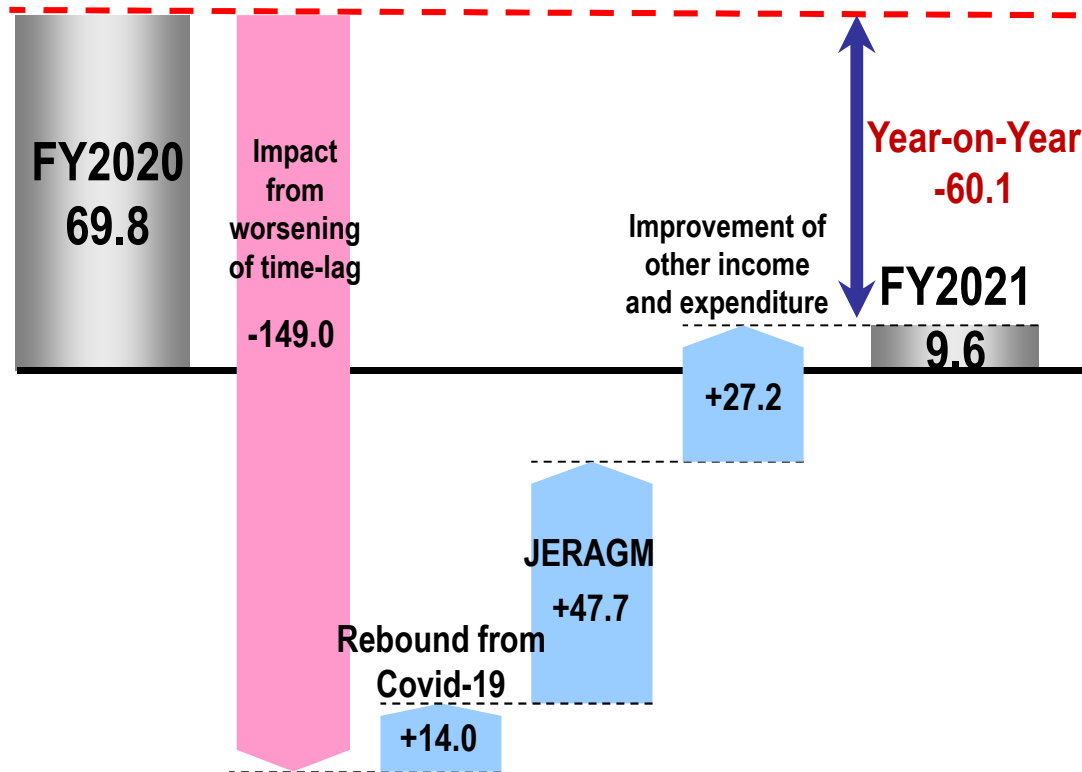 FY2020
69.8
Impact
from
worsening
of time-lag
-149.0
Rebound from
Covid-19
+14.0
JERAGM
+47.7
Improvement of
other income
and expenditure
+27.2
Year-on-Year
-60.1
FY2021
9.6